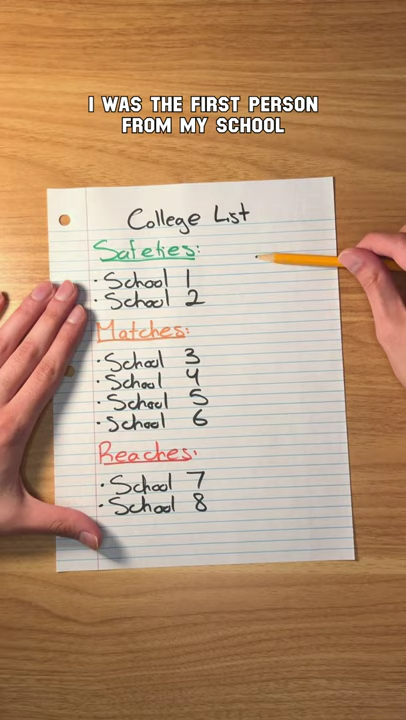 I WAS THE FIRST PERSON
FROM MY SCHOOL
College List
Safeties:
· School 1
· School 2
Matches:
· School 3
· School 4
· School 5
· School 6
Reaches:
· School 7
· School 8